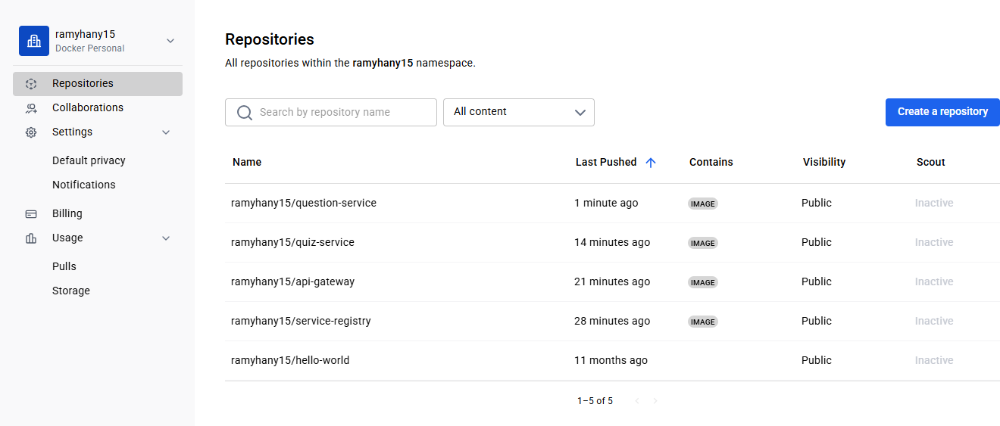 ramyhany15
Docker Personal
Repositories
Collaborations
Settings
Default privacy
Notifications
Billing
Usage
Pulls
Storage
Repositories
All repositories within the ramyhany15 namespace.
Search by repository name
All content
Create a repository
Name Last Pushed Contains Visibility Scout
ramyhany15/question-service 1 minute ago IMAGE Public Inactive
ramyhany15/quiz-service 14 minutes ago IMAGE Public Inactive
ramyhany15/api-gateway 21 minutes ago IMAGE Public Inactive
ramyhany15/service-registry 28 minutes ago IMAGE Public Inactive
ramyhany15/hello-world 11 months ago Public Inactive
1–5 of 5